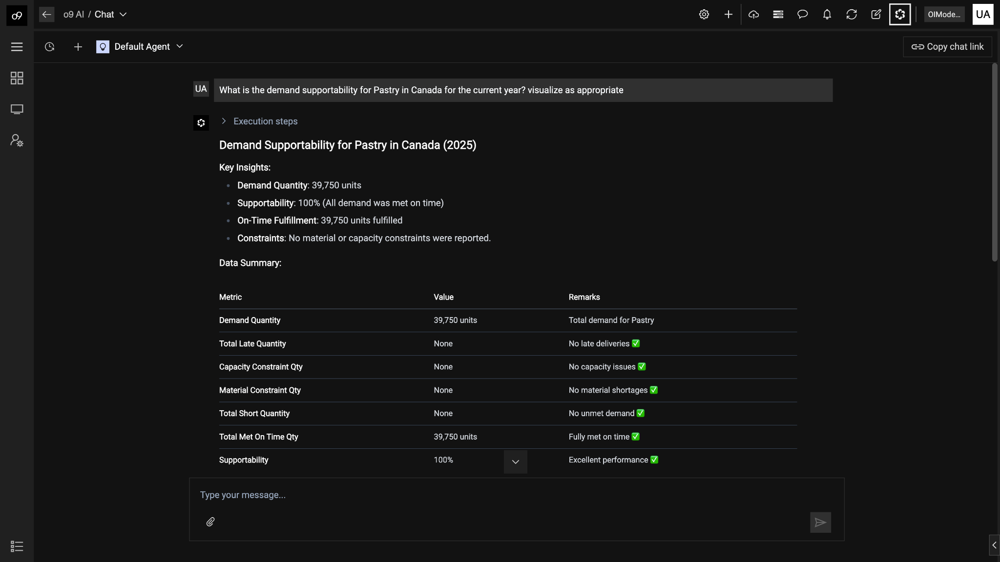 o9
o9 AI / Chat
OIMode...
UA
Default Agent
Copy chat link
UA
What is the demand supportability for Pastry in Canada for the current year? visualize as appropriate
Execution steps
Demand Supportability for Pastry in Canada (2025)
Key Insights:
Demand Quantity: 39,750 units
Supportability: 100% (All demand was met on time)
On-Time Fulfillment: 39,750 units fulfilled
Constraints: No material or capacity constraints were reported.
Data Summary:
Metric Value Remarks
Demand Quantity 39,750 units Total demand for Pastry
Total Late Quantity None No late deliveries ✅
Capacity Constraint Qty None No capacity issues ✅
Material Constraint Qty None No material shortages ✅
Total Short Quantity None No unmet demand ✅
Total Met On Time Qty 39,750 units Fully met on time ✅
Supportability 100% Excellent performance ✅
Type your message...